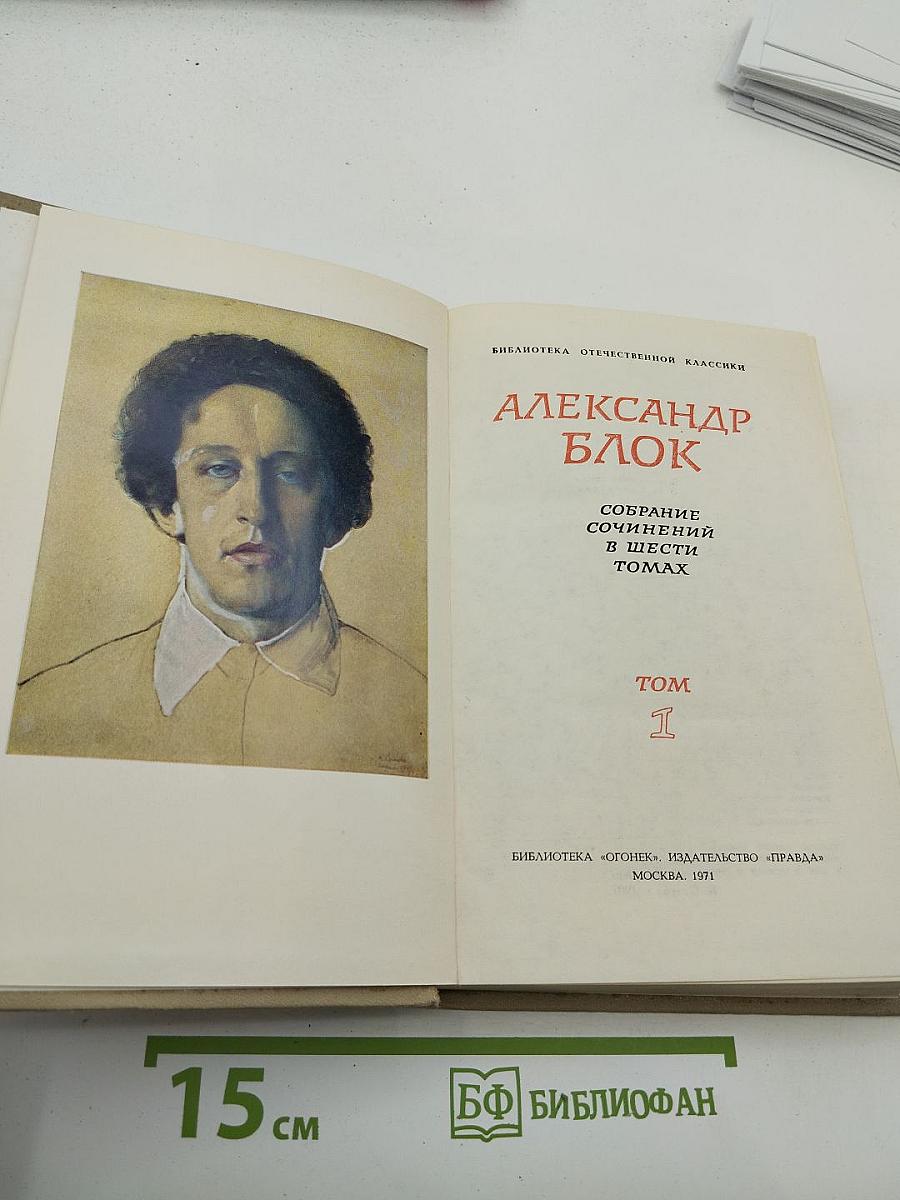 БИБЛИОТЕКА ОТЕЧЕСТВЕННОЙ КЛАССИКИ
АЛЕКСАНДР
БЛОК
СОБРАНИЕ
СОЧИНЕНИЙ
В ШЕСТИ
ТОМАХ
ТОМ
1
БИБЛИОТЕКА «ОГОНЕК». ИЗДАТЕЛЬСТВО «ПРАВДА»
МОСКВА. 1971
15 см
БФ БИБЛИОФАН